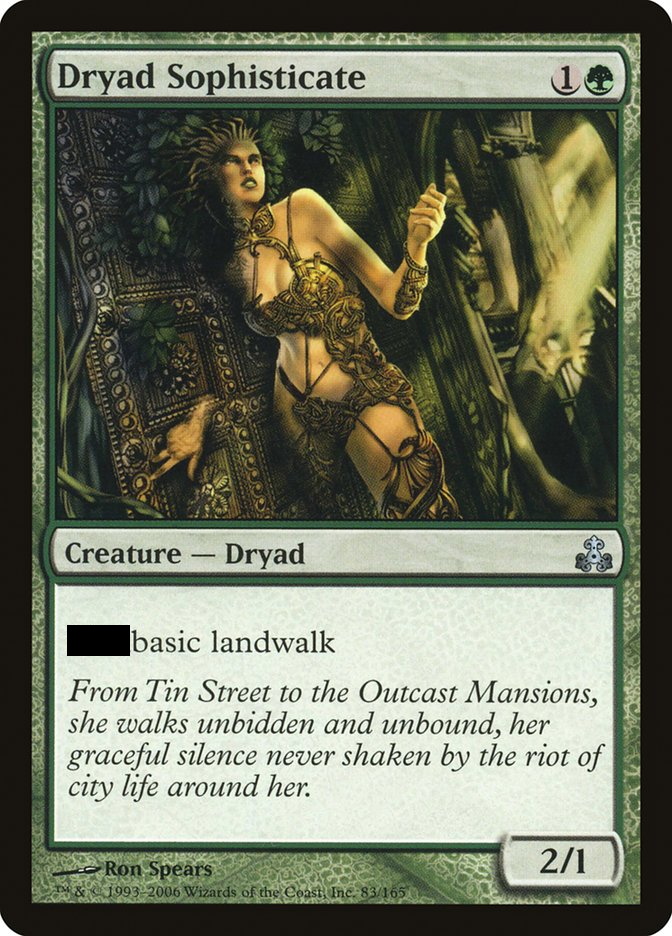 Dryad Sophisticate 1
Creature — Dryad
basic landwalk
From Tin Street to the Outcast Mansions,
she walks unbidden and unbound, her
graceful silence never shaken by the riot of
city life around her.
2/1
Ron Spears
™ & © 1993–2006 Wizards of the Coast, Inc. 83/165